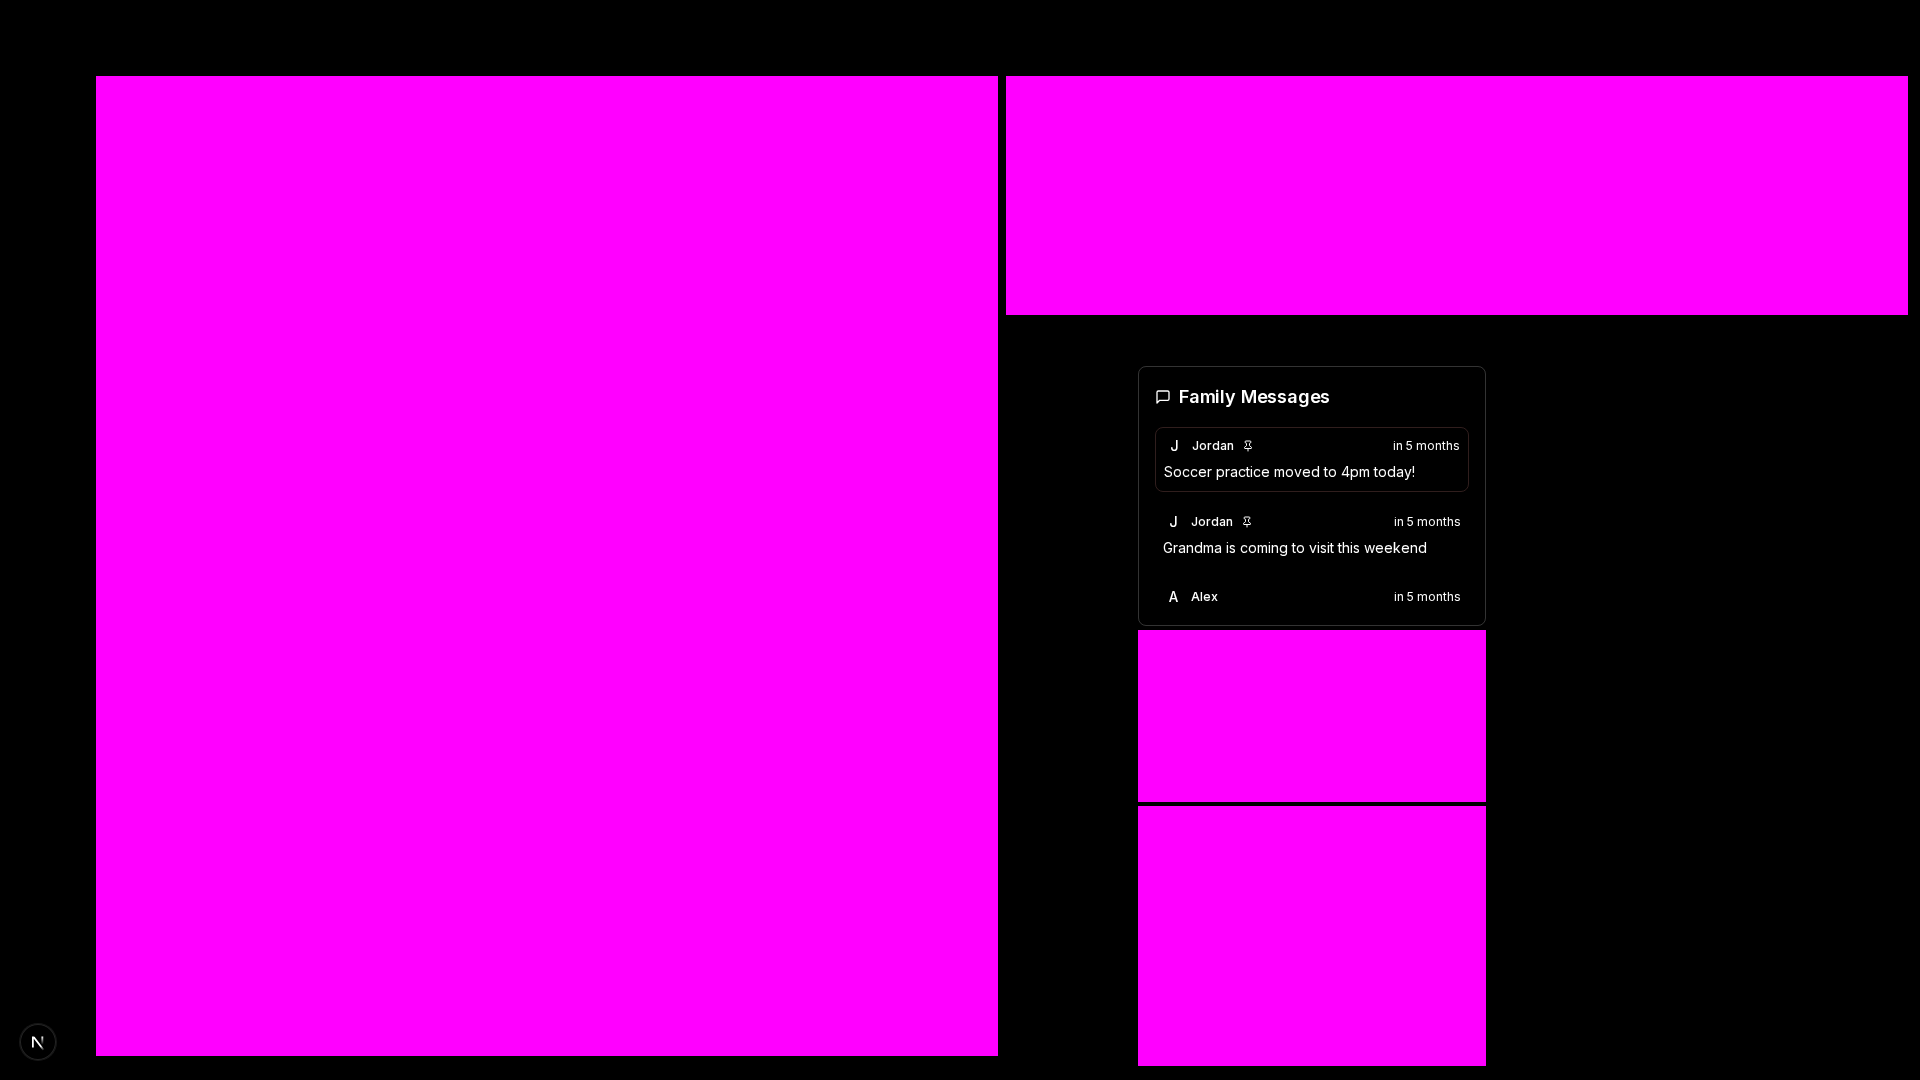 Family Messages
J Jordan in 5 months
Soccer practice moved to 4pm today!
J Jordan in 5 months
Grandma is coming to visit this weekend
A Alex in 5 months
N